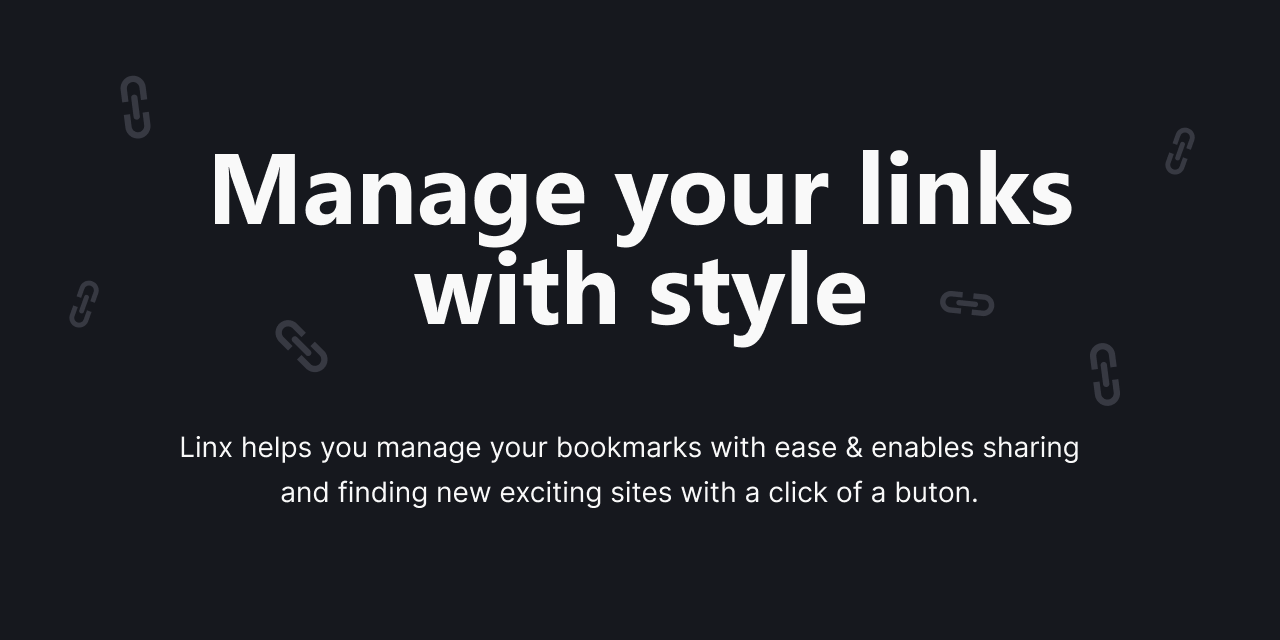 Manage your links
with style
Linx helps you manage your bookmarks with ease & enables sharing
and finding new exciting sites with a click of a buton.